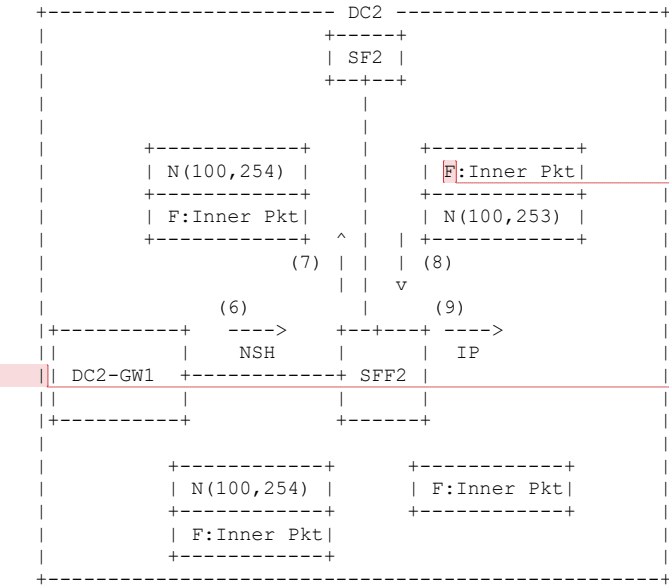 DC2
SF2
N(100,254) F:Inner Pkt
F:Inner Pkt N(100,253)
(7) ^ (8)
v
(6) (9)
----> ---->
NSH IP
DC2-GW1 SFF2
N(100,254) F:Inner Pkt
F:Inner Pkt